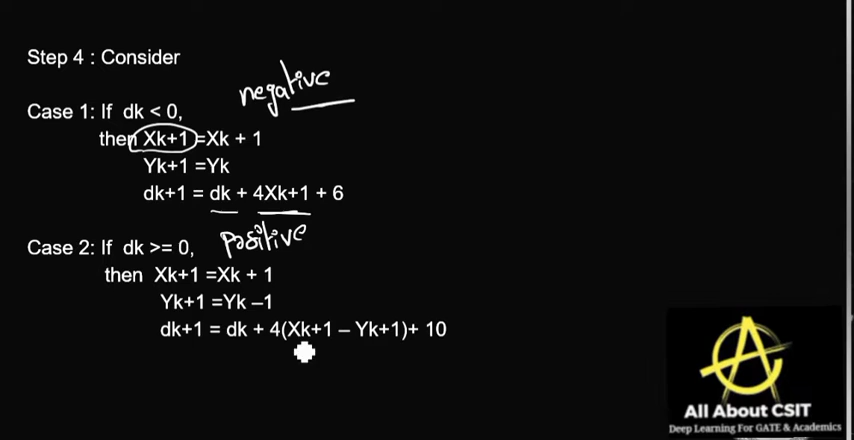 Step 4 : Consider
negative
Case 1: If dk < 0,
then Xk+1 =Xk + 1
Yk+1 =Yk
dk+1 = dk + 4Xk+1 + 6
positive
Case 2: If dk >= 0,
then Xk+1 =Xk + 1
Yk+1 =Yk –1
dk+1 = dk + 4(Xk+1 – Yk+1)+ 10
All About CSIT
Deep Learning For GATE & Academics